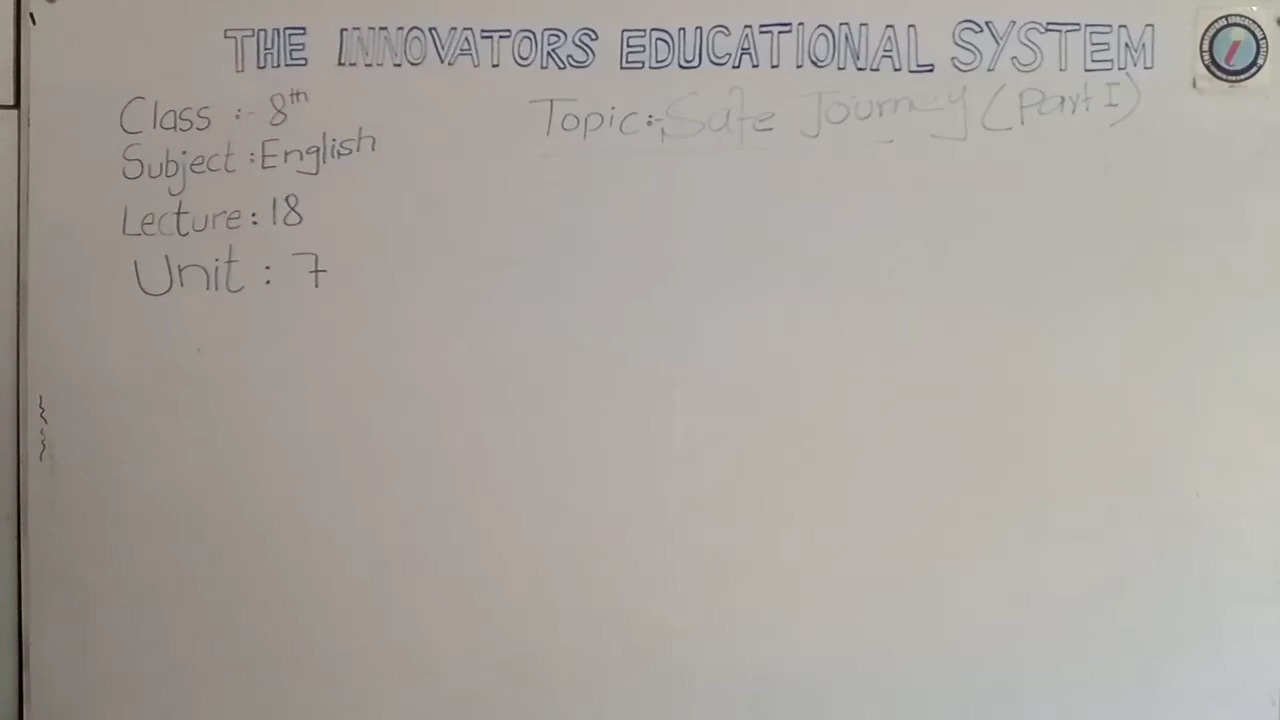 THE INNOVATORS EDUCATIONAL SYSTEM
Class :- 8th
Topic:- Safe Journey (Part I)
Subject : English
Lecture : 18
Unit : 7